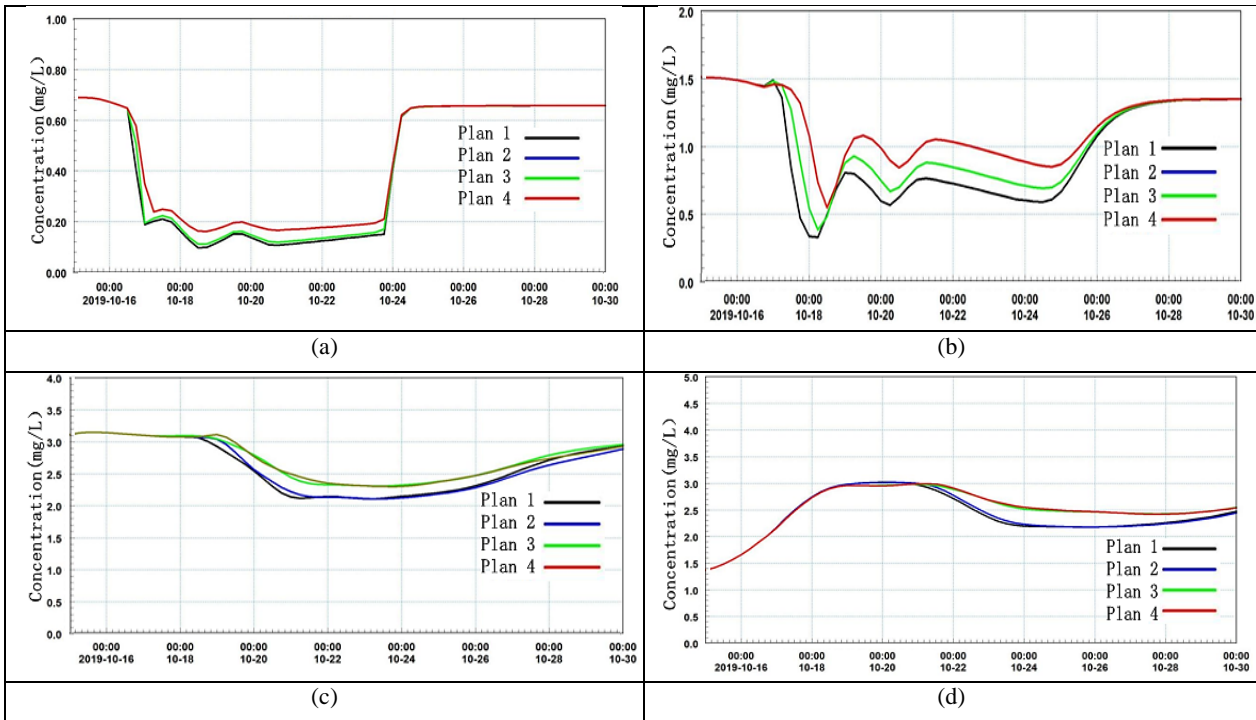 Concentration(mg/L)
1.00
0.80
0.60
0.40
0.20
0.00
Plan 1
Plan 2
Plan 3
Plan 4
00:00 00:00 00:00 00:00 00:00 00:00 00:00 00:00
2019-10-16 10-18 10-20 10-22 10-24 10-26 10-28 10-30
(a)
Concentration(mg/L)
2.0
1.5
1.0
0.5
0.0
Plan 1
Plan 2
Plan 3
Plan 4
00:00 00:00 00:00 00:00 00:00 00:00 00:00 00:00
2019-10-16 10-18 10-20 10-22 10-24 10-26 10-28 10-30
(b)
Concentration(mg/L)
4.0
3.5
3.0
2.5
2.0
1.5
1.0
0.5
0.0
Plan 1
Plan 2
Plan 3
Plan 4
00:00 00:00 00:00 00:00 00:00 00:00 00:00 00:00
2019-10-16 10-18 10-20 10-22 10-24 10-26 10-28 10-30
(c)
Concentration(mg/L)
5.0
4.5
4.0
3.5
3.0
2.5
2.0
1.5
1.0
0.5
0.0
Plan 1
Plan 2
Plan 3
Plan 4
00:00 00:00 00:00 00:00 00:00 00:00 00:00 00:00
2019-10-16 10-18 10-20 10-22 10-24 10-26 10-28 10-30
(d)